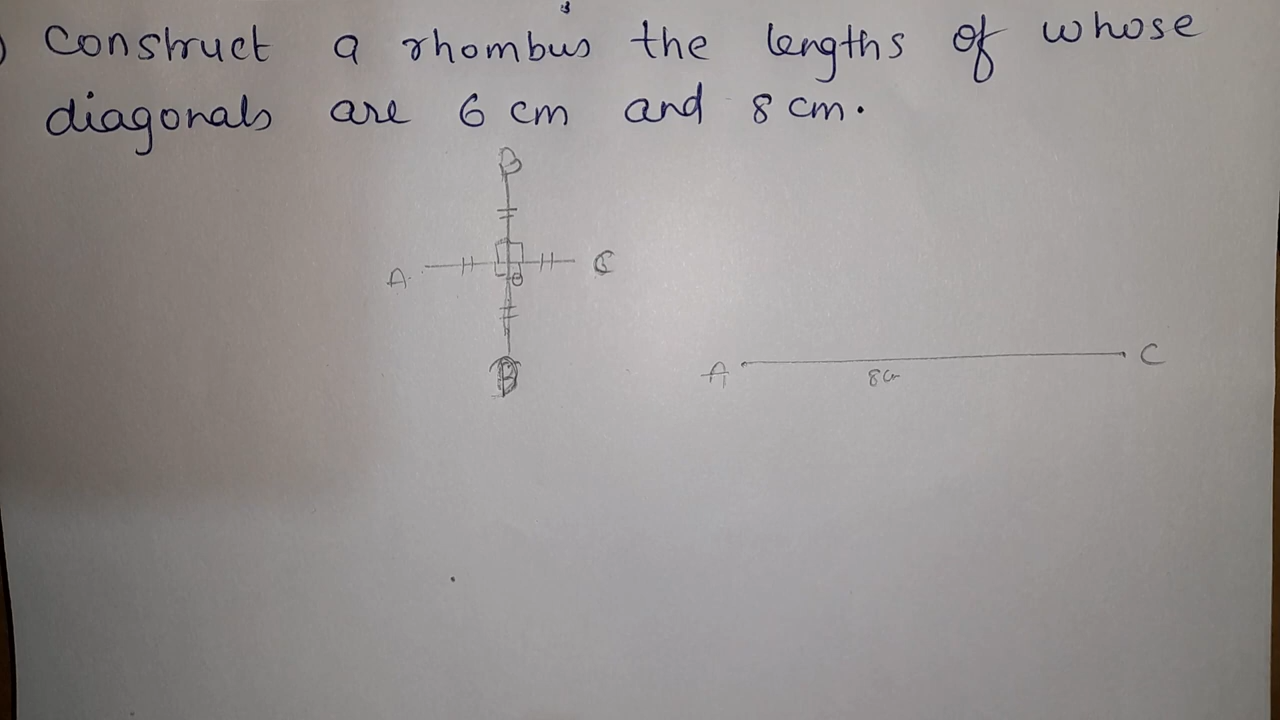 ) Construct a rhombus the lengths of whose
diagonals are 6 cm and 8 cm.
A
C
B
A
C
8cm